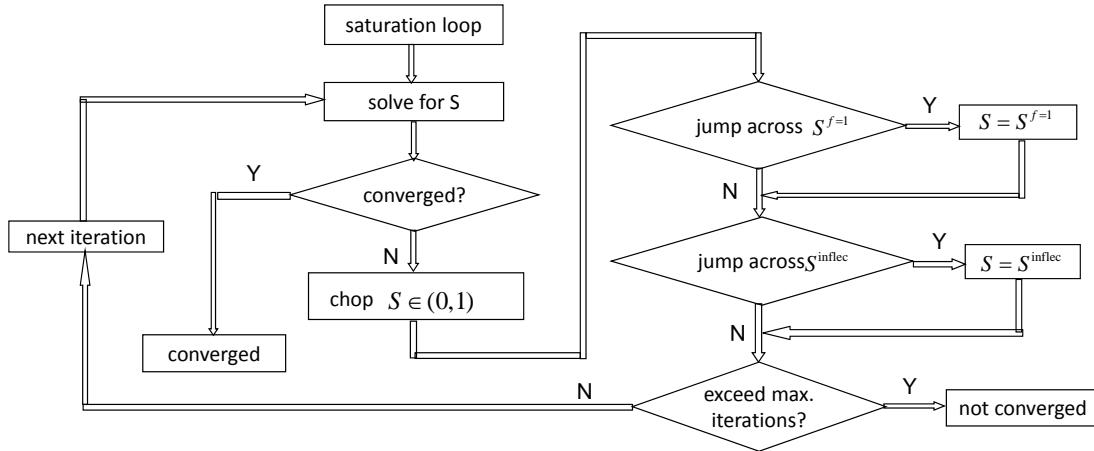 saturation loop
solve for S
Y
converged?
next iteration
N
chop S ∈ (0,1)
converged
jump across S^{f=1}
Y
S = S^{f=1}
N
jump across S^{inflec}
Y
S = S^{inflec}
N
exceed max.
iterations?
N
Y
not converged